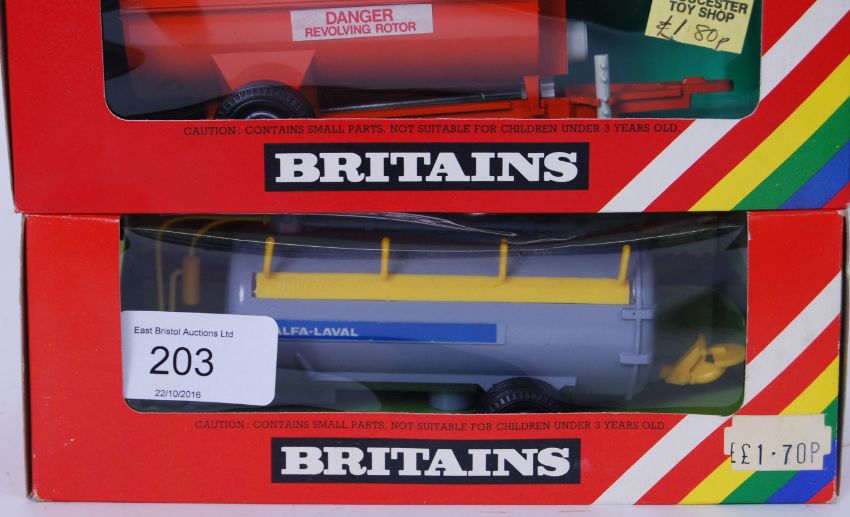 DANGER
REVOLVING ROTOR
TOY SHOP
£1.80p
CAUTION: CONTAINS SMALL PARTS. NOT SUITABLE FOR CHILDREN UNDER 3 YEARS OLD.
BRITAINS
BRITAINS
ALFA-LAVAL
East Bristol Auctions Ltd
203
22/10/2016
CAUTION: CONTAINS SMALL PARTS. NOT SUITABLE FOR CHILDREN UNDER 3 YEARS OLD.
BRITAINS
££1.70P